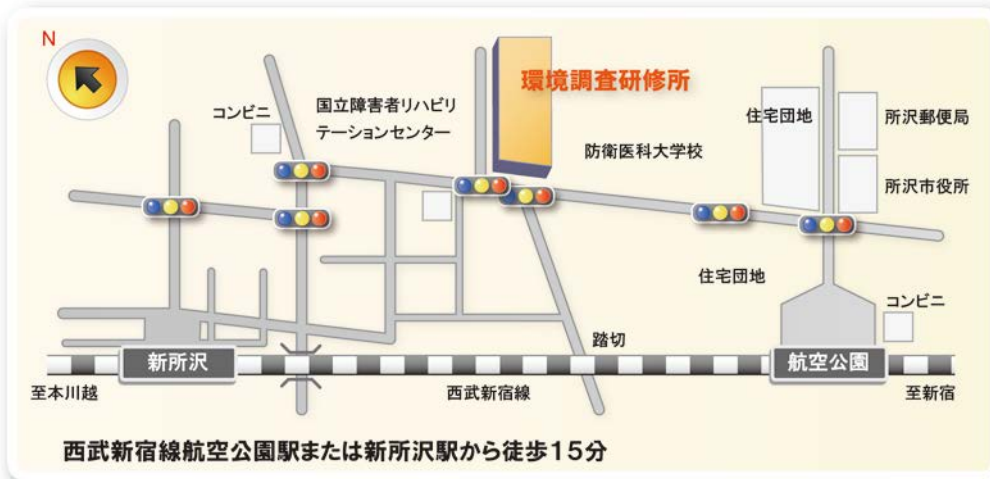 N
環境調査研修所
コンビニ
国立障害者リハビリ
テーションセンター
住宅団地
所沢郵便局
防衛医科大学校
所沢市役所
住宅団地
コンビニ
踏切
新所沢
航空公園
至本川越
西武新宿線
至新宿
西武新宿線航空公園駅または新所沢駅から徒歩15分